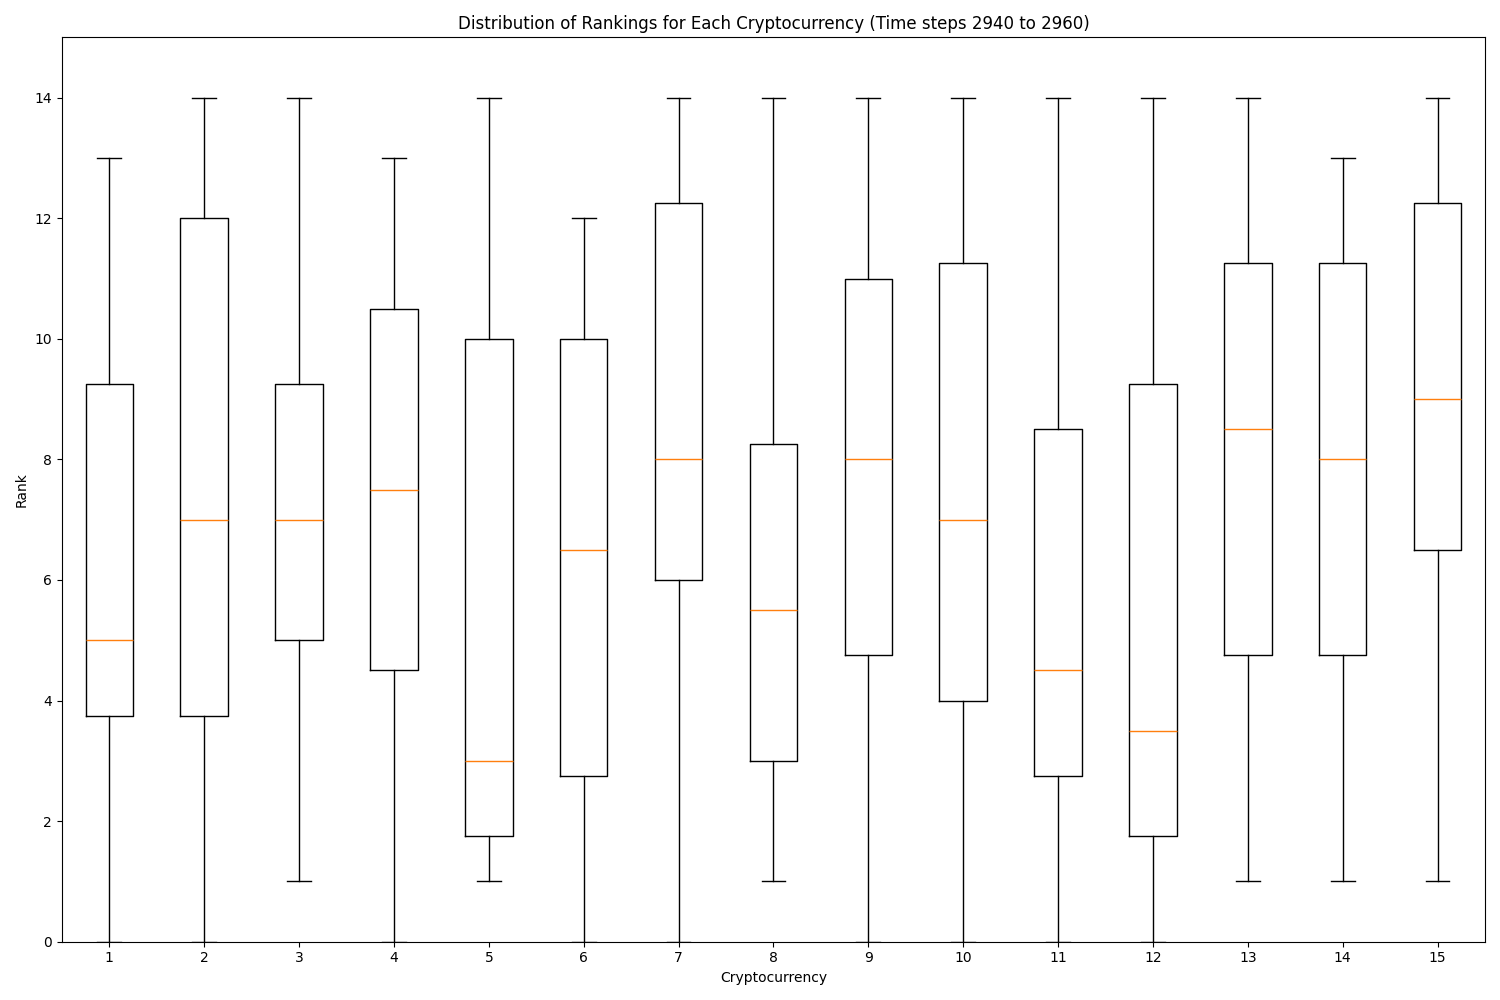 Distribution of Rankings for Each Cryptocurrency (Time steps 2940 to 2960)
Rank
14
12
10
8
6
4
2
0
1 2 3 4 5 6 7 8 9 10 11 12 13 14 15
Cryptocurrency